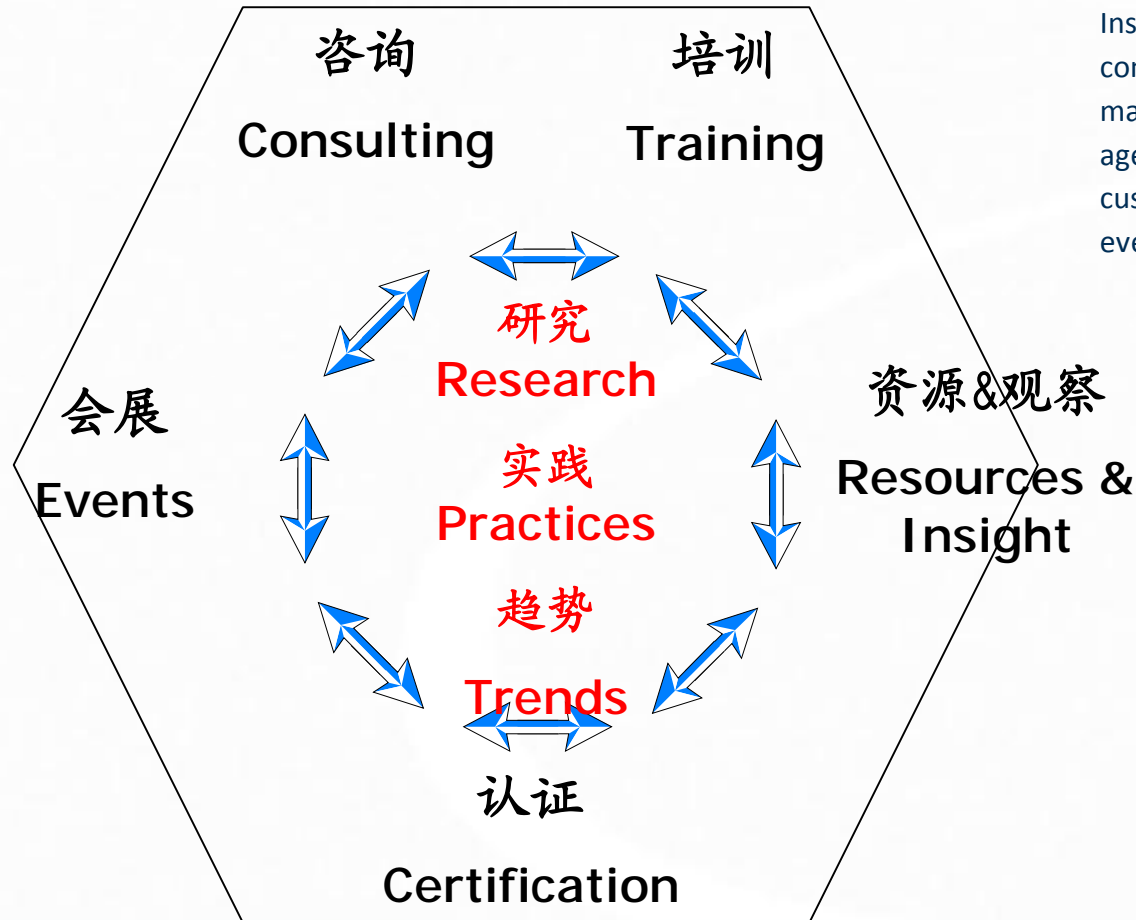 咨询
Consulting
培训
Training
研究
Research
实践
Practices
趋势
Trends
会展
Events
资源&观察
Resources &
Insight
认证
Certification